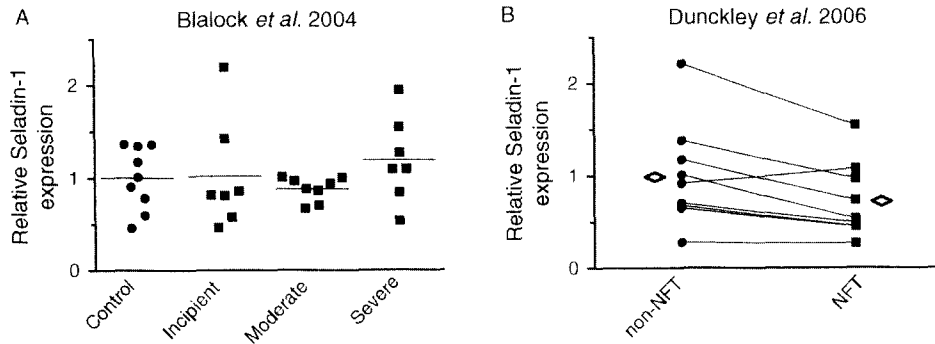 A
Blalock et al. 2004
Relative Seladin-1
expression
2
1
0
Control
Incipient
Moderate
Severe
B
Dunckley et al. 2006
Relative Seladin-1
expression
2
1
0
non-NFT
NFT